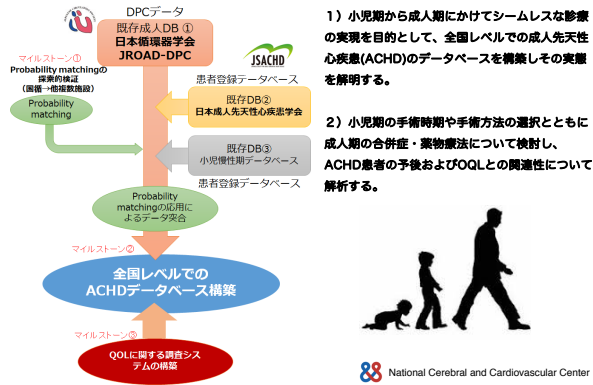 DPCデータ
既存成人DB ①
日本循環器学会
JROAD-DPC
マイルストーン①
Probability matchingの
探索的検証
（国循→他複数施設）
Probability
matching
JSACHD
患者登録データベース
既存DB②
日本成人先天性心疾患学会
既存DB③
小児慢性期データベース
患者登録データベース
Probability
matchingの応用に
よるデータ突合
マイルストーン②
全国レベルでの
ACHDデータベース構築
マイルストーン③
QOLに関する調査シス
テムの構築
１）小児期から成人期にかけてシームレスな診療
の実現を目的として、全国レベルでの成人先天性
心疾患(ACHD)のデータベースを構築しその実態
を解明する。
２）小児期の手術時期や手術方法の選択とともに
成人期の合併症・薬物療法について検討し、
ACHD患者の予後およびOQLとの関連性について
解析する。
National Cerebral and Cardiovascular Center